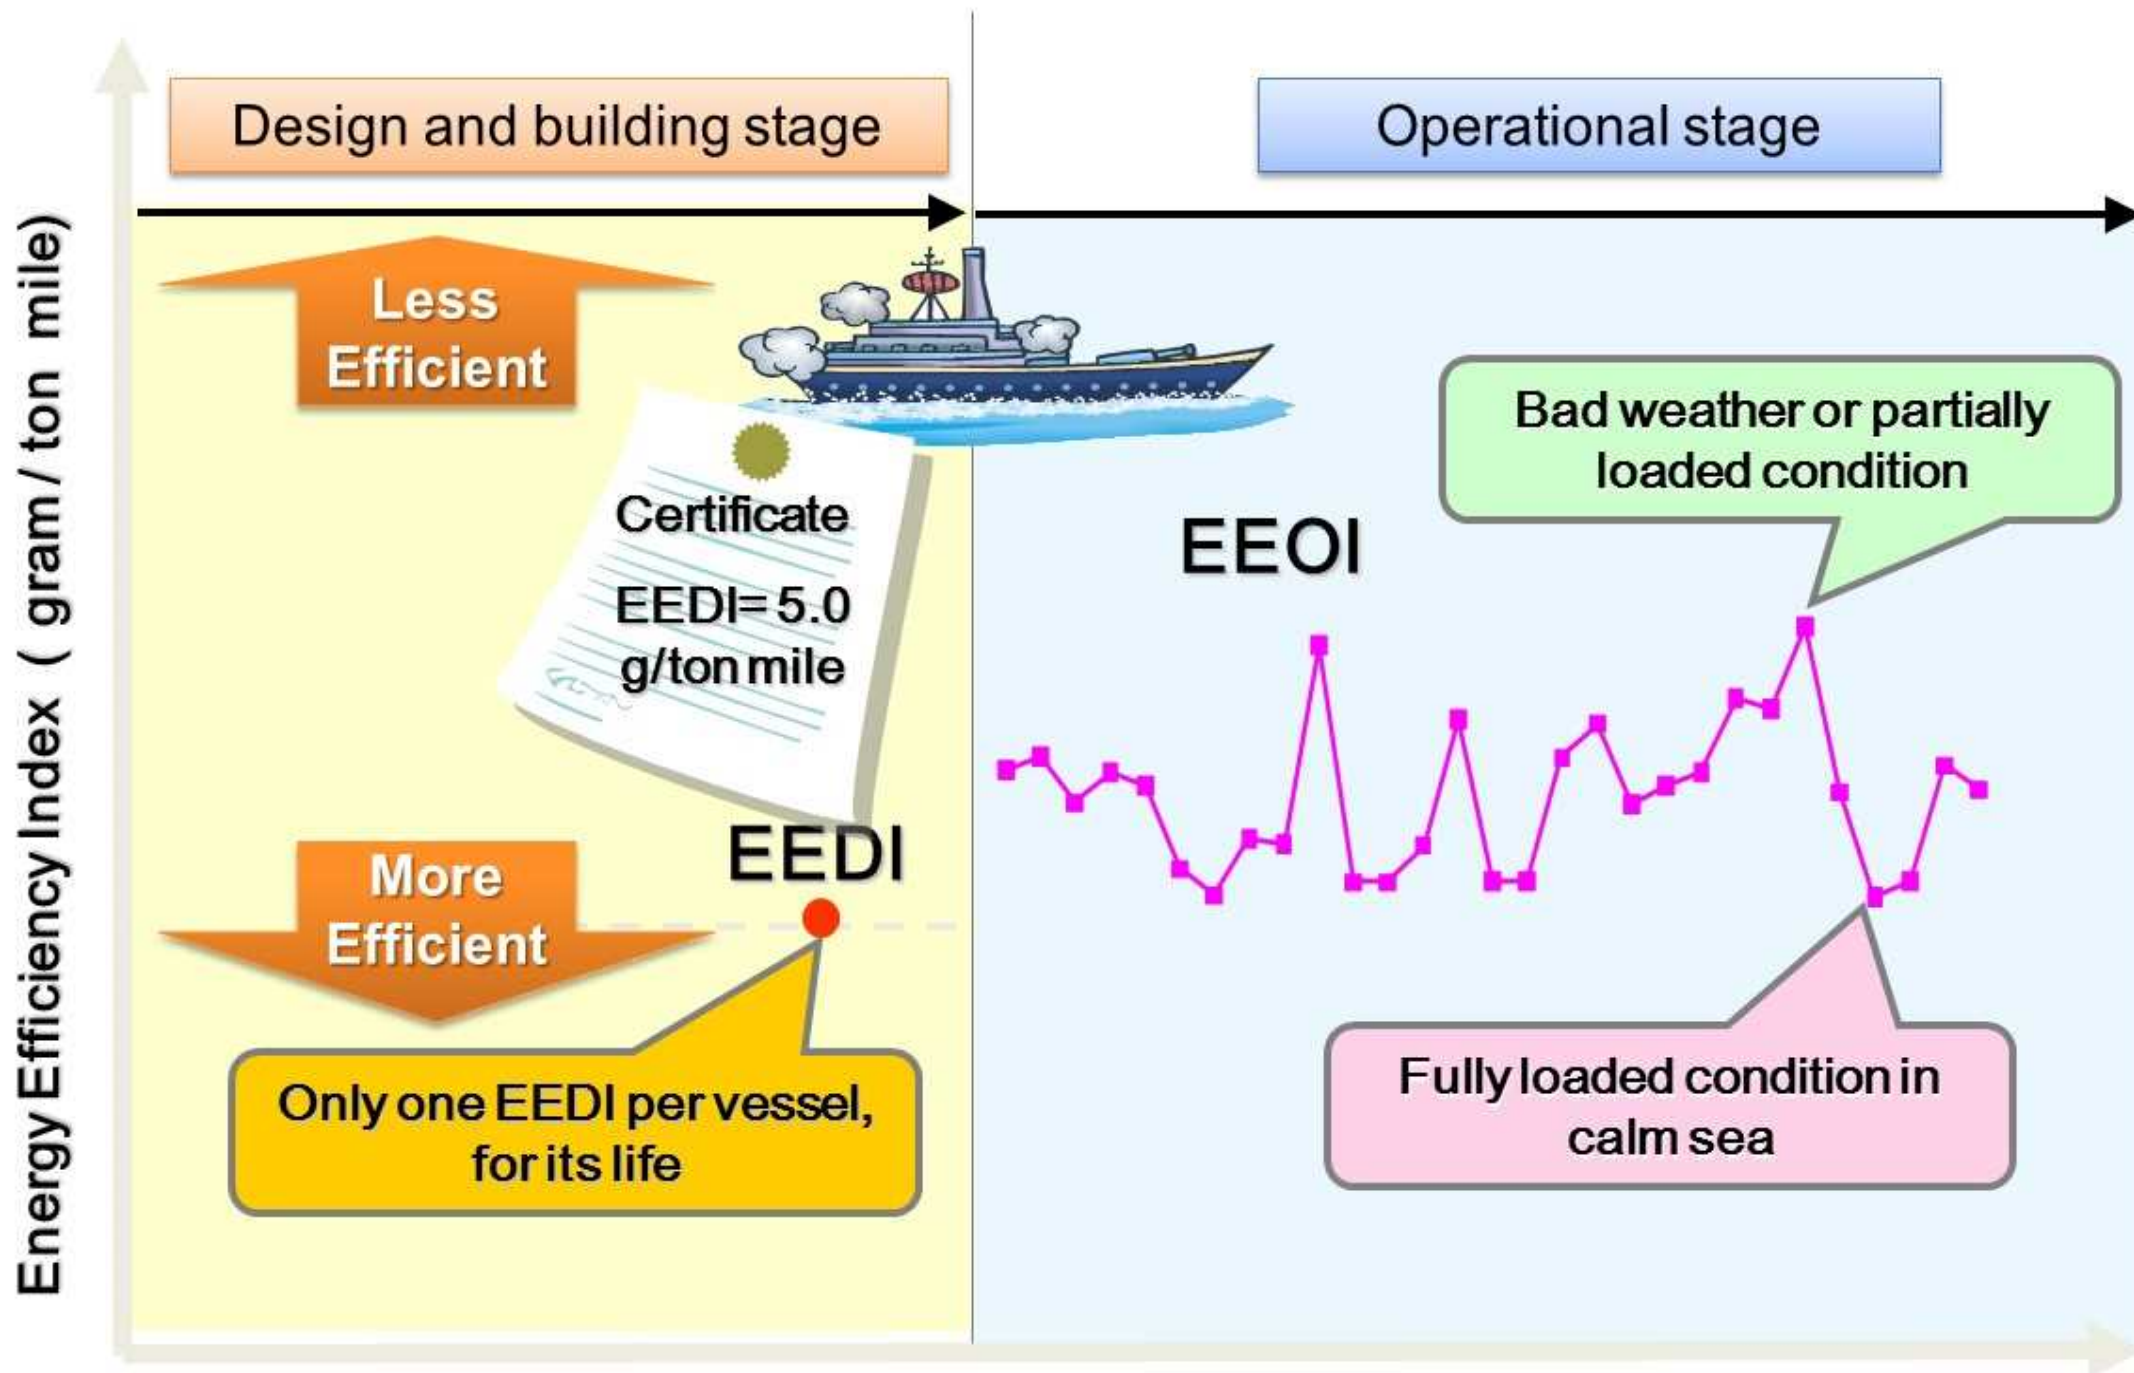 Design and building stage
Operational stage
Energy Efficiency Index ( gram / ton mile)
Less
Efficient
Certificate
EEDI= 5.0
g/ton mile
EEDI
More
Efficient
Only one EEDI per vessel,
for its life
EEOI
Bad weather or partially
loaded condition
Fully loaded condition in
calm sea